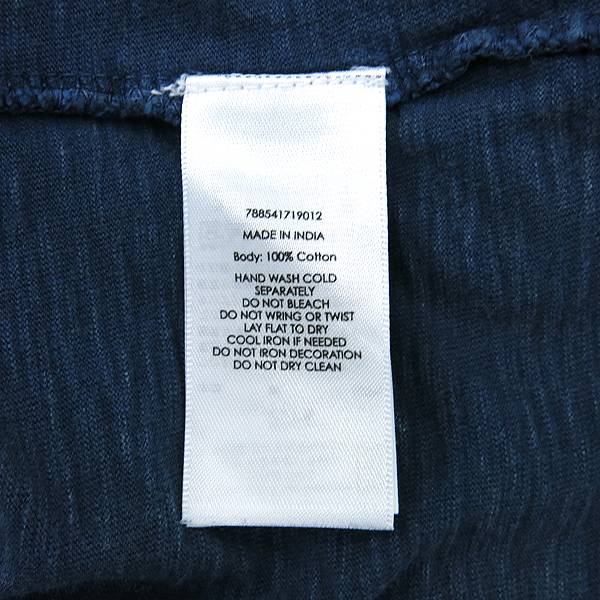 788541719012
MADE IN INDIA
Body: 100% Cotton
HAND WASH COLD
SEPARATELY
DO NOT BLEACH
DO NOT WRING OR TWIST
LAY FLAT TO DRY
COOL IRON IF NEEDED
DO NOT IRON DECORATION
DO NOT DRY CLEAN